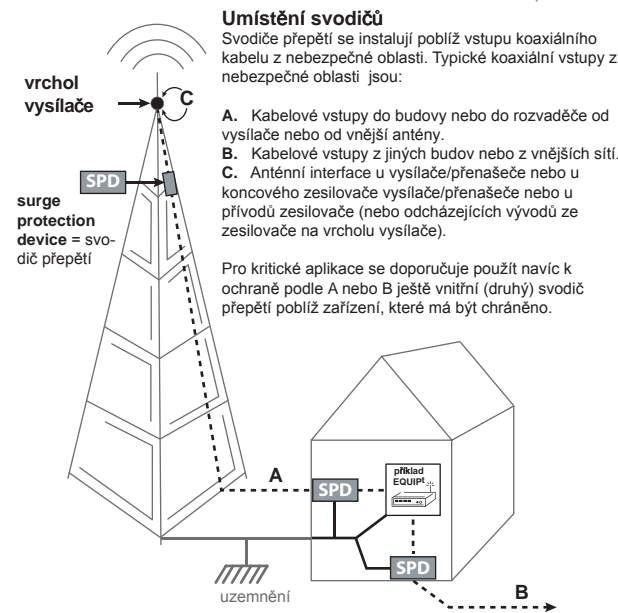 Umístění svodičů
Svodiče přepětí se instalují poblíž vstupu koaxiálního
kabelu z nebezpečné oblasti. Typické koaxiální vstupy z
nebezpečné oblasti jsou:
A. Kabelové vstupy do budovy nebo do rozvaděče od
vysílače nebo od vnější antény.
B. Kabelové vstupy z jiných budov nebo z vnějších sítí.
C. Anténní interface u vysílače/přenašeče nebo u
koncového zesilovače vysílače/přenašeče nebo u
přívodů zesilovače (nebo odcházejících vývodů ze
zesilovače na vrcholu vysílače).
Pro kritické aplikace se doporučuje použít navíc k
ochraně podle A nebo B ještě vnitřní (druhý) svodič
přepětí poblíž zařízení, které má být chráněno.
vrchol
vysílače
C
SPD
surge
protection
device = svo-
dič přepětí
A
SPD
příklad
EQUIPt
SPD
B
uzemnění